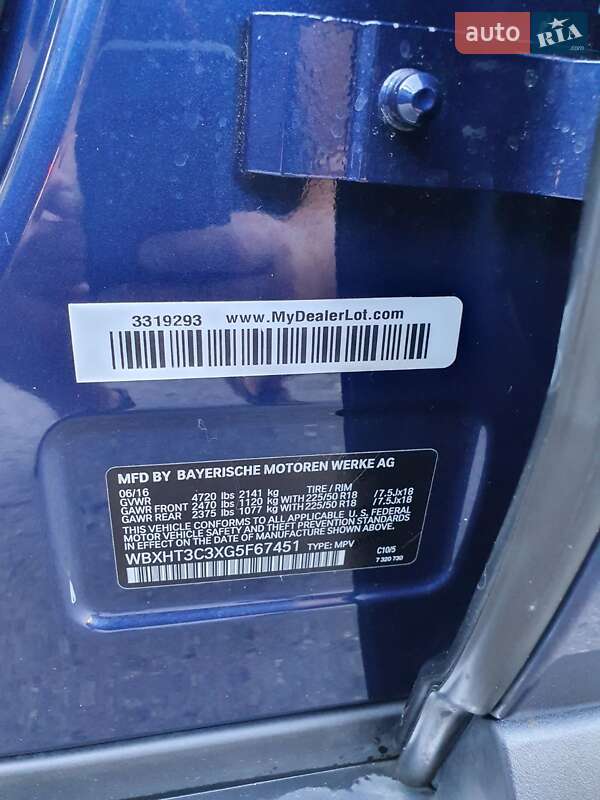 auto RIA .com
3319293 www.MyDealerLot.com
MFD BY BAYERISCHE MOTOREN WERKE AG
06/16 TIRE / RIM
GVWR 4720 lbs 2141 kg
GAWR FRONT 2470 lbs 1120 kg WITH 225/50 R18 /7.5Jx18
GAWR REAR 2375 lbs 1077 kg WITH 225/50 R18 /7.5Jx18
THIS VEHICLE CONFORMS TO ALL APPLICABLE U. S. FEDERAL
MOTOR VEHICLE SAFETY AND THEFT PREVENTION STANDARDS
IN EFFECT ON THE DATE OF MANUFACTURE SHOWN ABOVE.
WBXHT3C3XG5F67451 TYPE: MPV C10/5
7 320 730